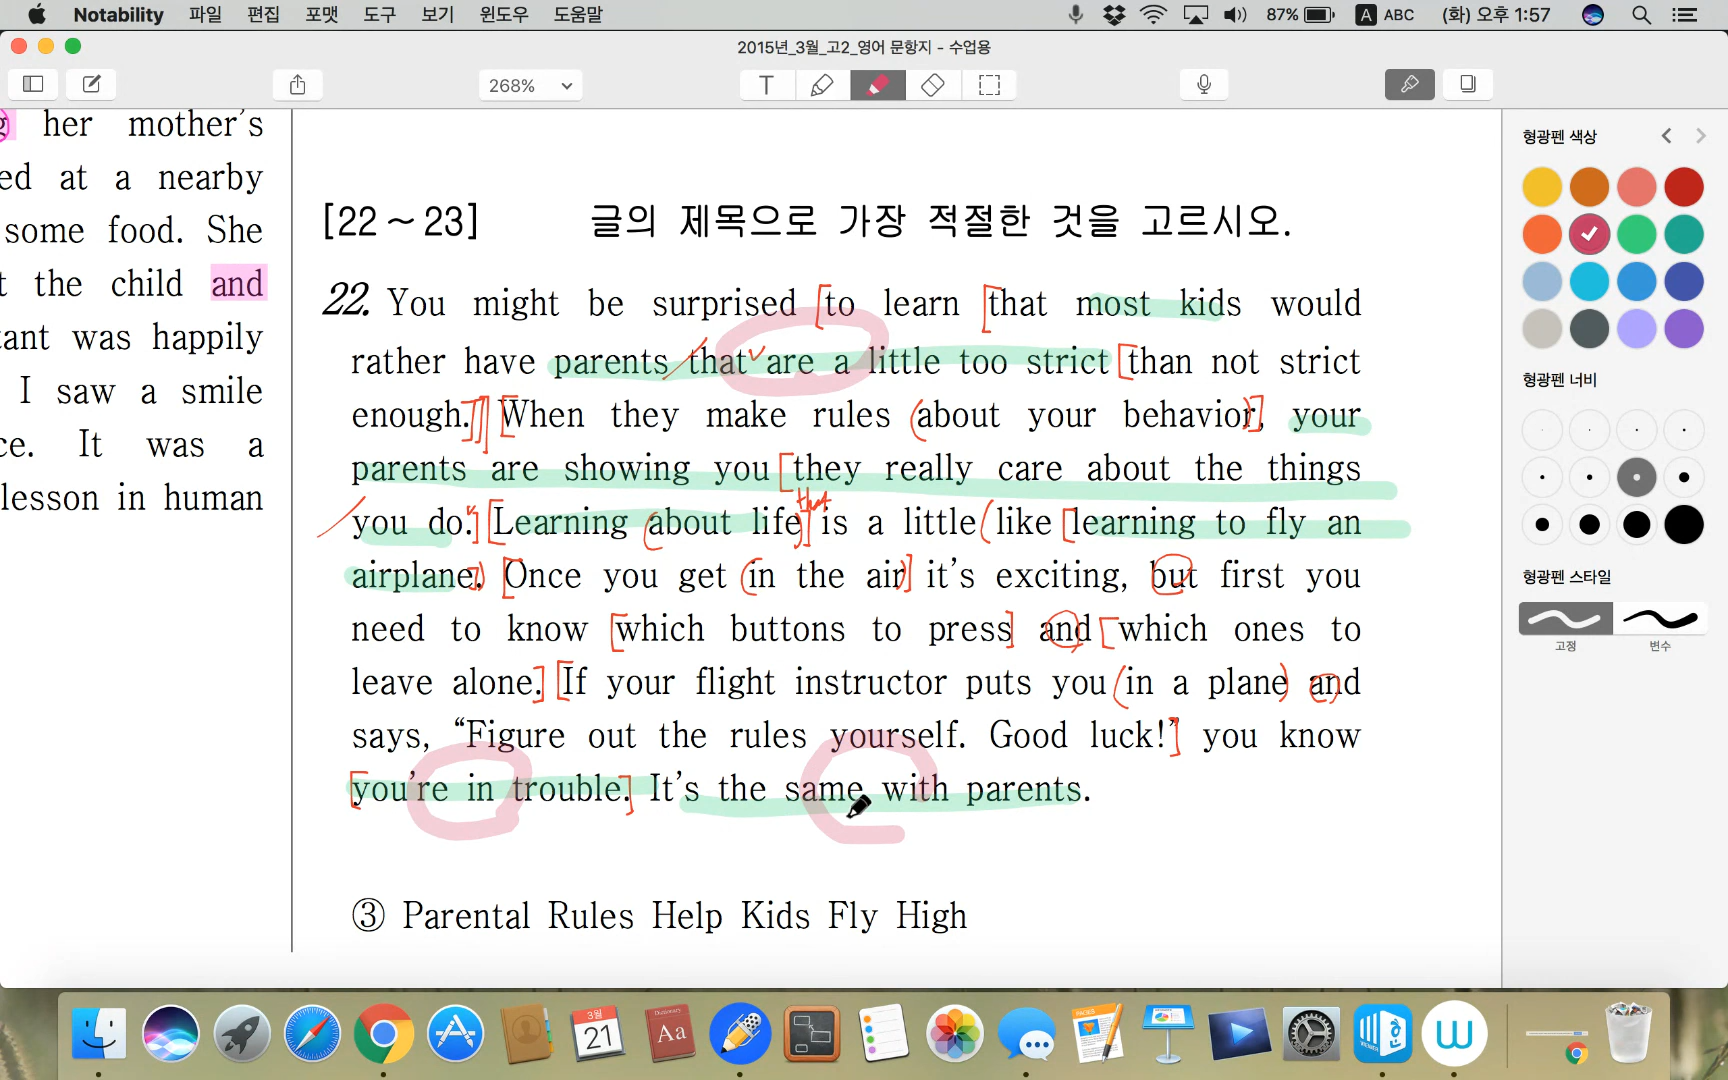 Notability 파일 편집 포맷 도구 보기 윈도우 도움말 87% A ABC (화) 오후 1:57
2015년_3월_고2_영어 문항지 - 수업용
268% T
her mother's
ed at a nearby
some food. She
t the child and
tant was happily
I saw a smile
ce. It was a
lesson in human
[22~23] 글의 제목으로 가장 적절한 것을 고르시오.
22. You might be surprised [to learn [that most kids would
rather have parents / that ˅ are a little too strict [than not strict
enough.]]] [When they make rules (about your behavior)], your
parents are showing you [they really care about the things
that
/ you do.] [Learning (about life)] is a little (like [learning to fly an
airplane.]) [Once you get (in the air)] it's exciting, but first you
need to know [which buttons to press] and [which ones to
leave alone.] [If your flight instructor puts you (in a plane) and
says, “Figure out the rules yourself. Good luck!”] you know
[you're in trouble.] It's the same with parents.
③ Parental Rules Help Kids Fly High
형광펜 색상
형광펜 너비
형광펜 스타일
고정 변수
3월
21
Dictionary
Aa
PAGES
W